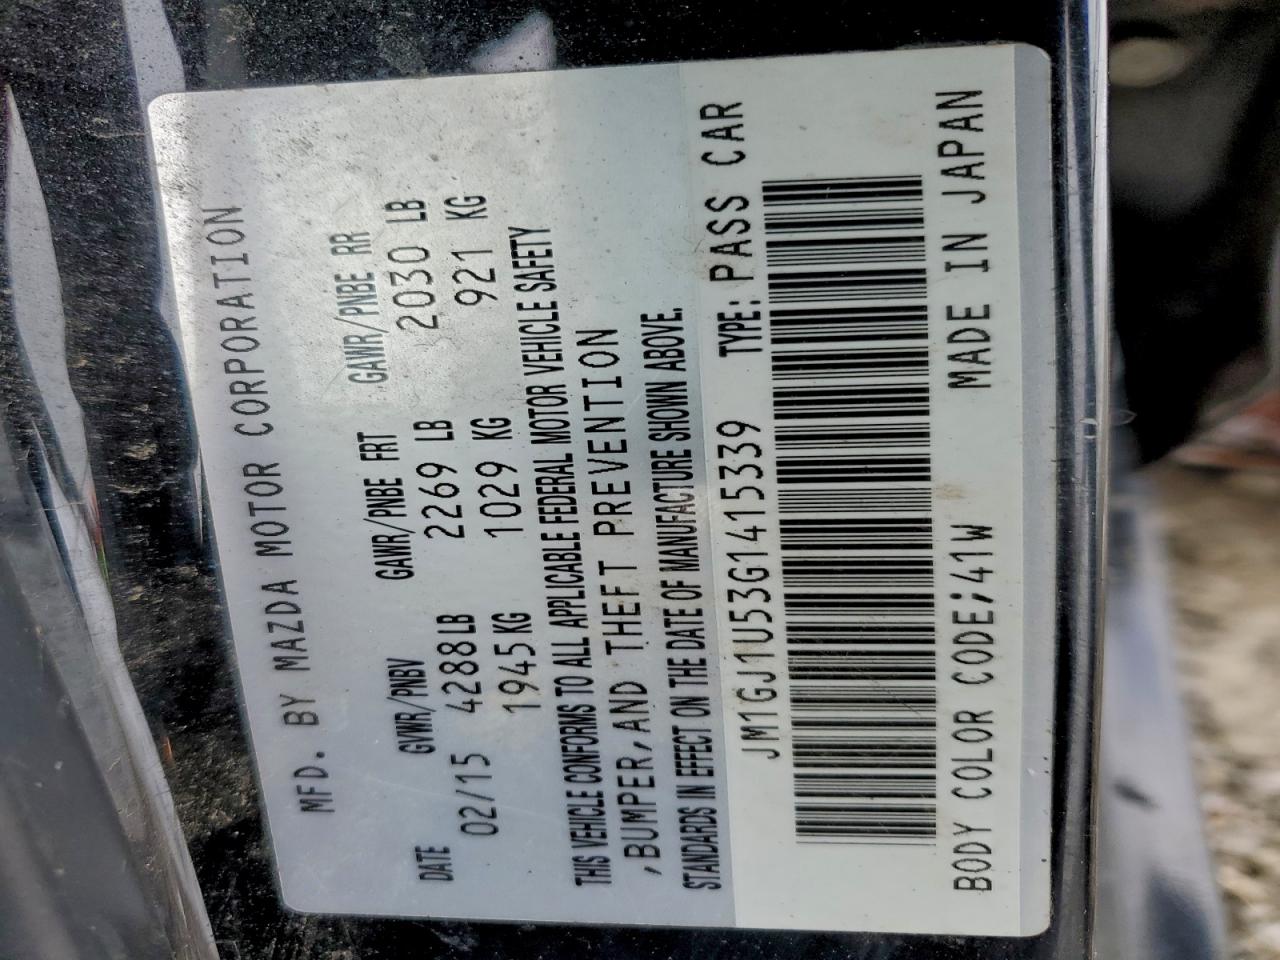 MFD. BY MAZDA MOTOR CORPORATION
DATE GVWR/PNBV GAWR/PNBE FRT GAWR/PNBE RR
02/15 4288LB 2269 LB 2030 LB
1945KG 1029 KG 921 KG
THIS VEHICLE CONFORMS TO ALL APPLICABLE FEDERAL MOTOR VEHICLE SAFETY
,BUMPER,AND THEFT PREVENTION
STANDARDS IN EFFECT ON THE DATE OF MANUFACTURE SHOWN ABOVE.
JM1GJ1U53G1415339 TYPE: PASS CAR
BODY COLOR CODE;41W MADE IN JAPAN